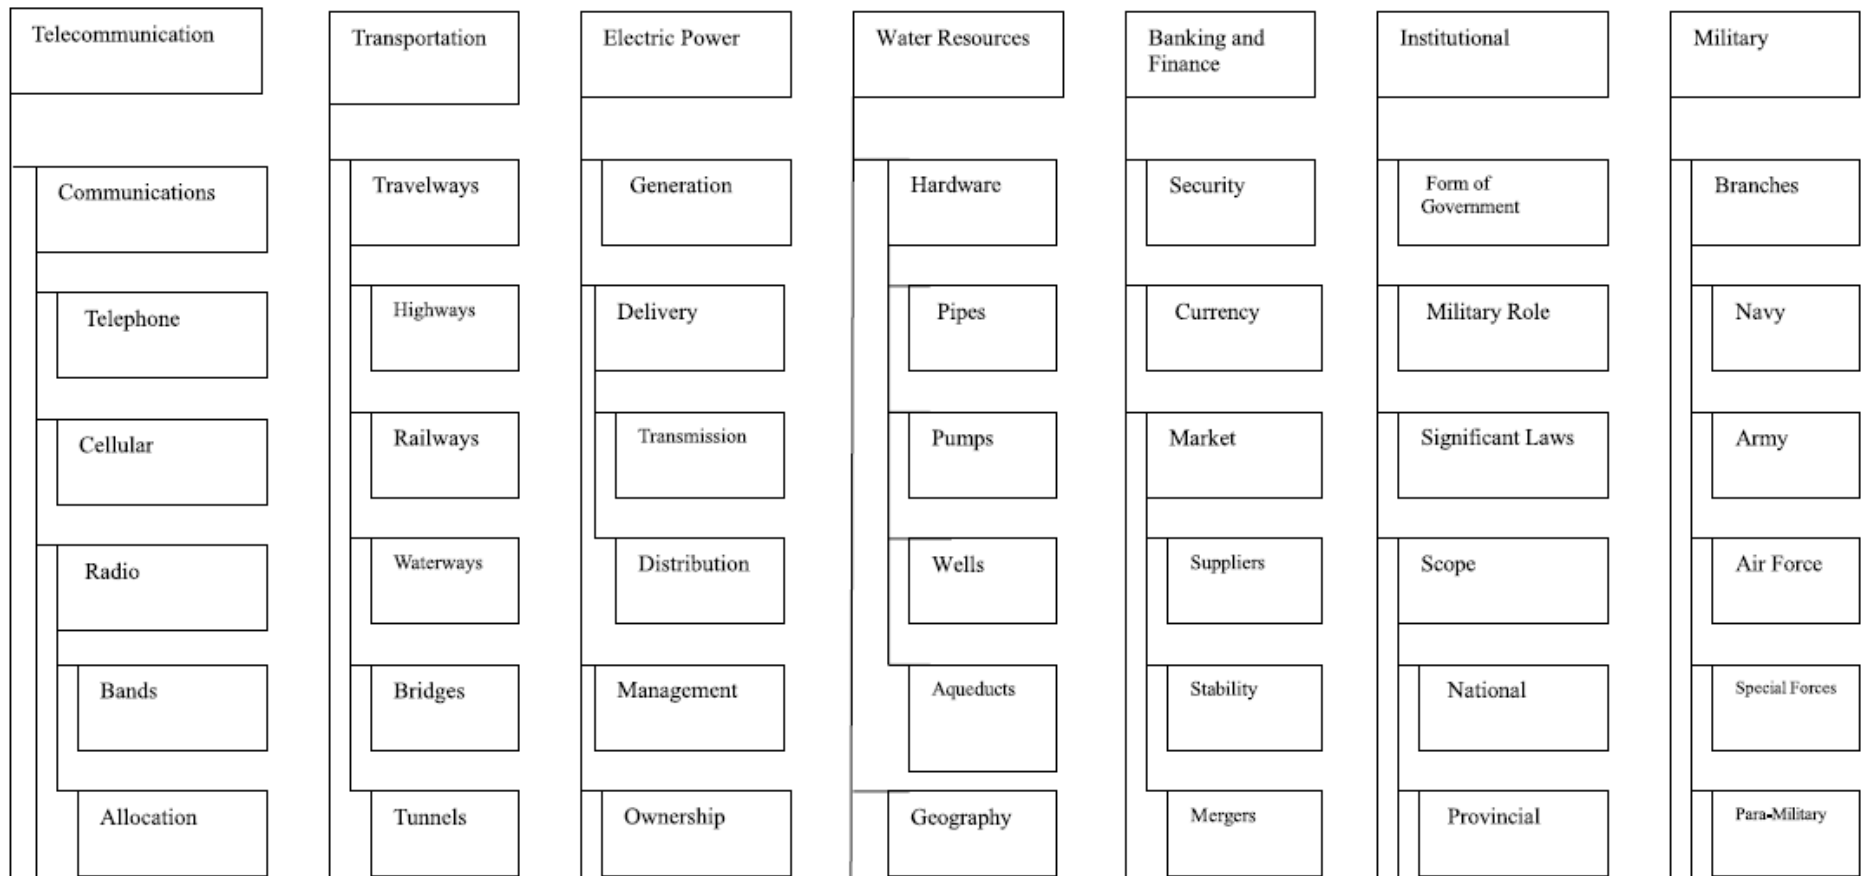 Telecommunication
Communications
Telephone
Cellular
Radio
Bands
Allocation
Transportation
Travelways
Highways
Railways
Waterways
Bridges
Tunnels
Electric Power
Generation
Delivery
Transmission
Distribution
Management
Ownership
Water Resources
Hardware
Pipes
Pumps
Wells
Aqueducts
Geography
Banking and
Finance
Security
Currency
Market
Suppliers
Stability
Mergers
Institutional
Form of
Government
Military Role
Significant Laws
Scope
National
Provincial
Military
Branches
Navy
Army
Air Force
Special Forces
Para-Military